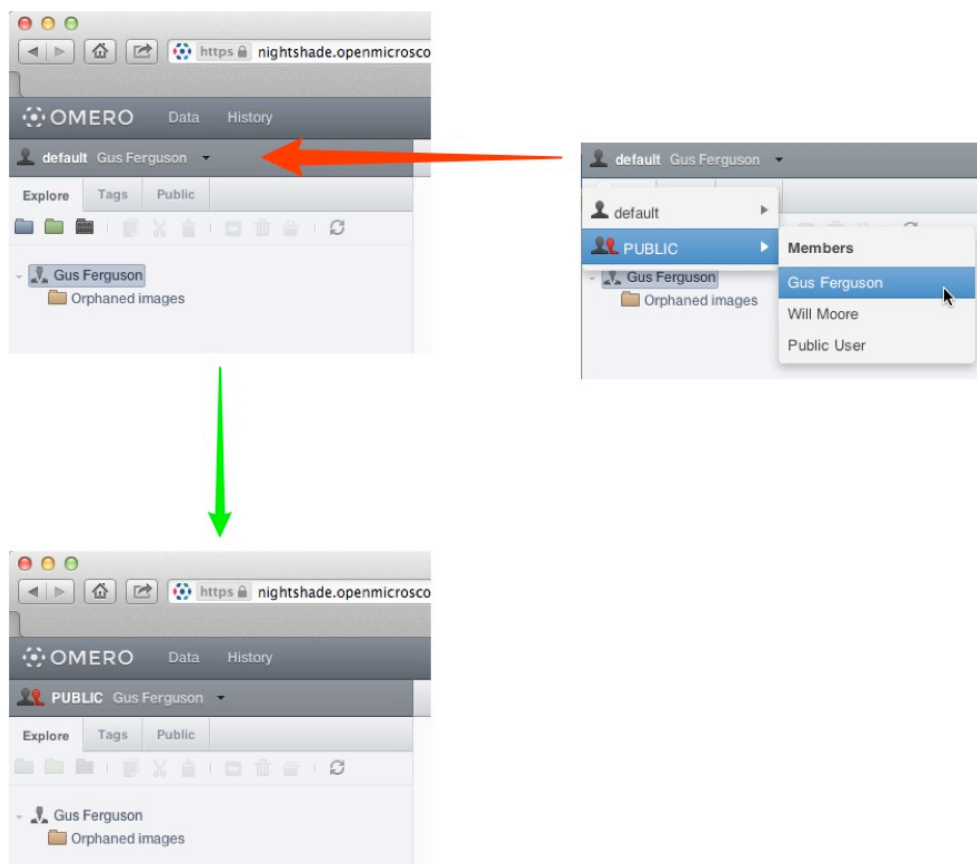 https nightshade.openmicrosco
OMERO Data History
default Gus Ferguson
Explore Tags Public
Gus Ferguson
Orphaned images
default Gus Ferguson
default
PUBLIC
Members
Gus Ferguson
Gus Ferguson
Orphaned images
Will Moore
Public User
https nightshade.openmicrosco
OMERO Data History
PUBLIC Gus Ferguson
Explore Tags Public
Gus Ferguson
Orphaned images